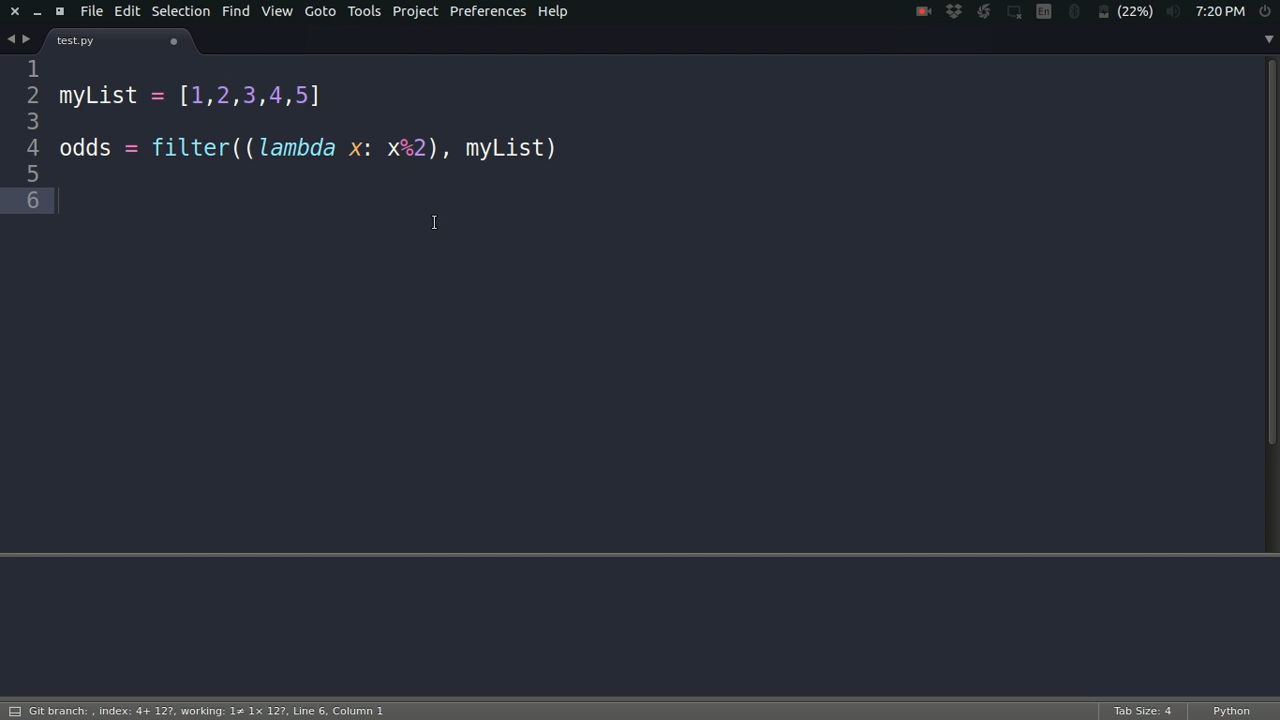 File Edit Selection Find View Goto Tools Project Preferences Help En (22%) 7:20 PM
test.py
1
2 myList = [1,2,3,4,5]
3
4 odds = filter((lambda x: x%2), myList)
5
6
Git branch: , index: 4+ 12?, working: 1≠ 1× 12?, Line 6, Column 1 Tab Size: 4 Python